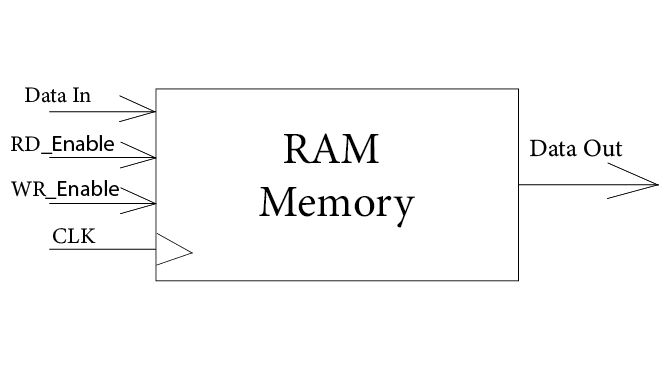 Data In
RD_Enable
WR_Enable
CLK
RAM
Memory
Data Out